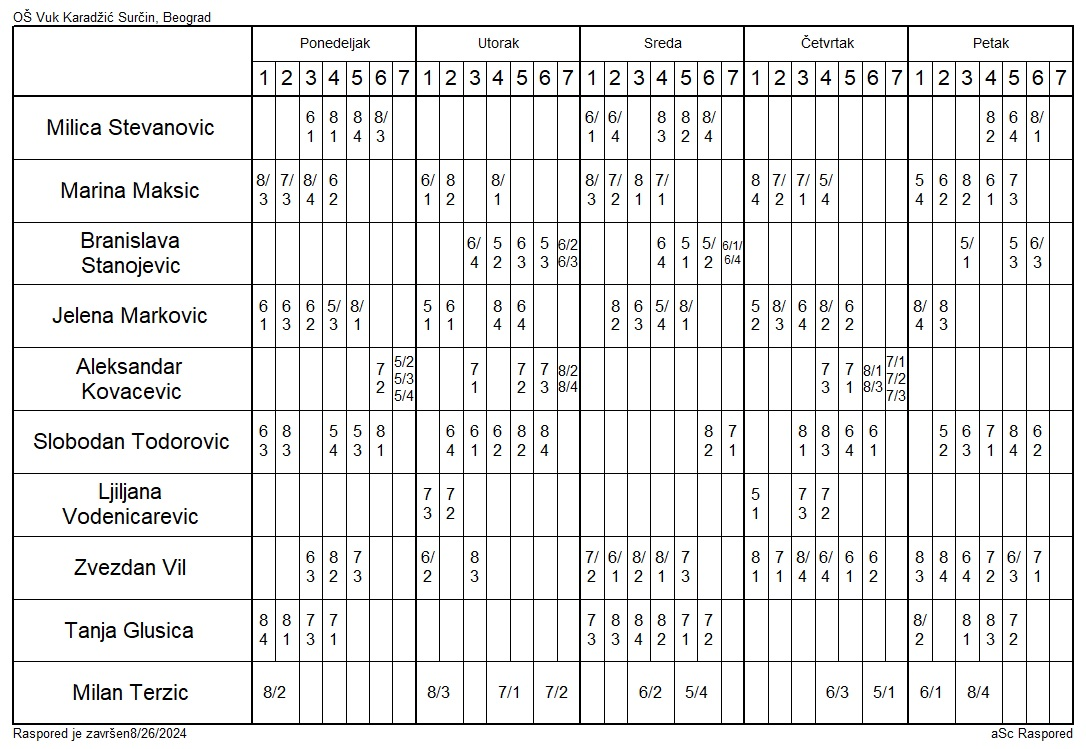 OŠ Vuk Karadžić Surčin, Beograd
Ponedeljak Utorak Sreda Četvrtak Petak
1 2 3 4 5 6 7 1 2 3 4 5 6 7 1 2 3 4 5 6 7 1 2 3 4 5 6 7 1 2 3 4 5 6 7
6 8 8 8/ 6/ 6/ 8 8 8/ 8 6 8/
Milica Stevanovic
1 1 4 3 1 4 3 2 4 2 4 1
8/ 7/ 8/ 6 6/ 8 8/ 8/ 7/ 8 7/ 8 7/ 7/ 5/ 5 6 8 6 7
Marina Maksic
3 3 4 2 1 2 1 3 2 1 1 4 2 1 4 4 2 2 1 3
Branislava
Stanojevic
6/ 5 6 5 6/2 6 5 5/ 6/1/ 5/ 5 6/
4 2 3 3 6/3 4 1 2 6/4 1 3 3
6 6 6 5/ 8/ 5 6 8 6 8 6 5/ 8/ 5 8/ 6 8/ 6 8/ 8
Jelena Markovic
1 3 2 3 1 1 1 4 4 2 3 4 1 2 3 4 2 2 4 3
Aleksandar
Kovacevic
7 5/2 7 7 7 8/2 7 7 8/1 7/1
2 5/3 1 2 3 8/4 3 1 8/3 7/2
5/4 7/3
6 8 5 5 8 6 6 6 8 8 8 7 8 8 6 6 5 6 7 8 6
Slobodan Todorovic
3 3 4 3 1 4 1 2 2 4 2 1 1 3 4 1 2 3 1 4 2
Ljiljana
Vodenicarevic
7 7 5 7 7
3 2 1 3 2
6 8 7 6/ 8 7/ 6/ 8/ 8/ 7 8 7 8/ 6/ 6 6 8 8 6 7 6/ 7
Zvezdan Vil
3 2 3 2 3 2 1 2 1 3 1 1 4 4 1 2 3 4 4 2 3 1
8 8 7 7 7 8 8 8 7 7 8/ 8 8 7
Tanja Glusica
4 1 3 1 3 3 4 2 1 2 2 1 3 2
Milan Terzic 8/2 8/3 7/1 7/2 6/2 5/4 6/3 5/1 6/1 8/4
Raspored je završen8/26/2024
aSc Raspored